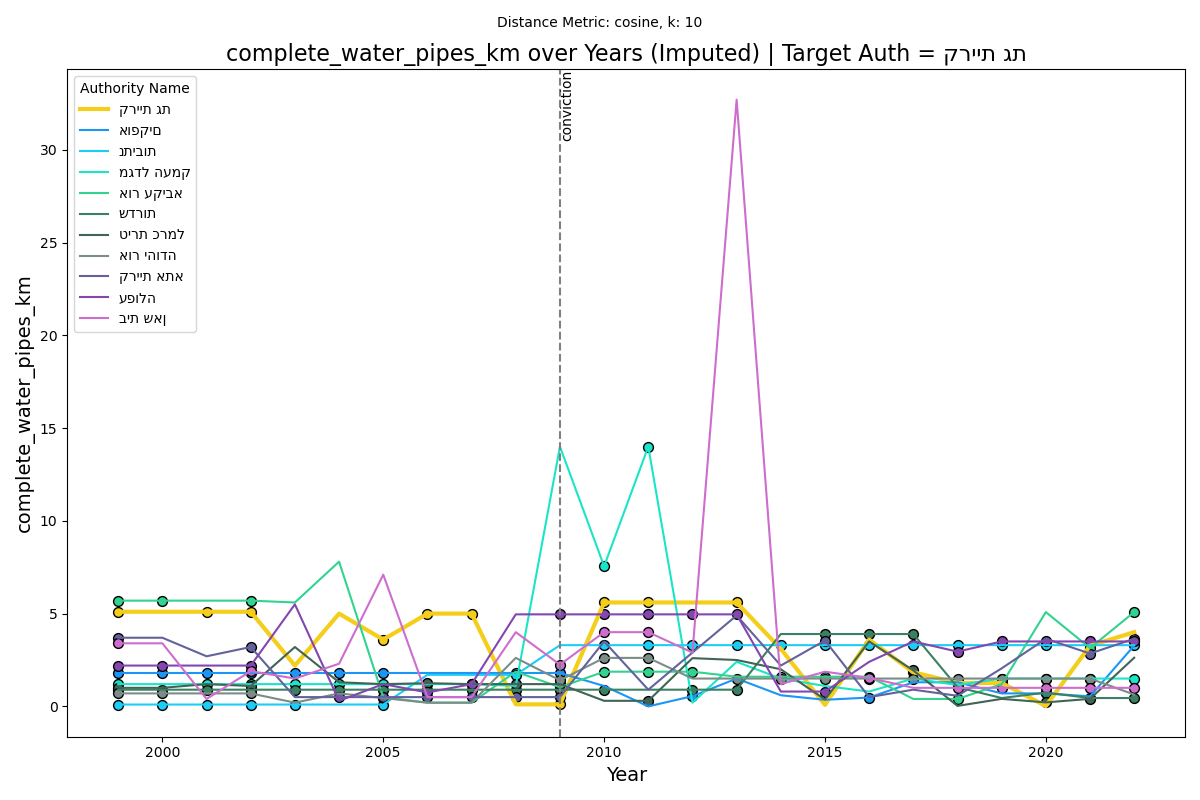 Distance Metric: cosine, k: 10
complete_water_pipes_km over Years (Imputed) | Target Auth = קריית גת
Authority Name
קריית גת
אופקים
נתיבות
מגדל העמק
אור עקיבא
שדרות
טירת כרמל
אור יהודה
קריית אתא
עפולה
בית שאן
conviction
complete_water_pipes_km
30
25
20
15
10
5
0
2000
2005
2010
2015
2020
Year